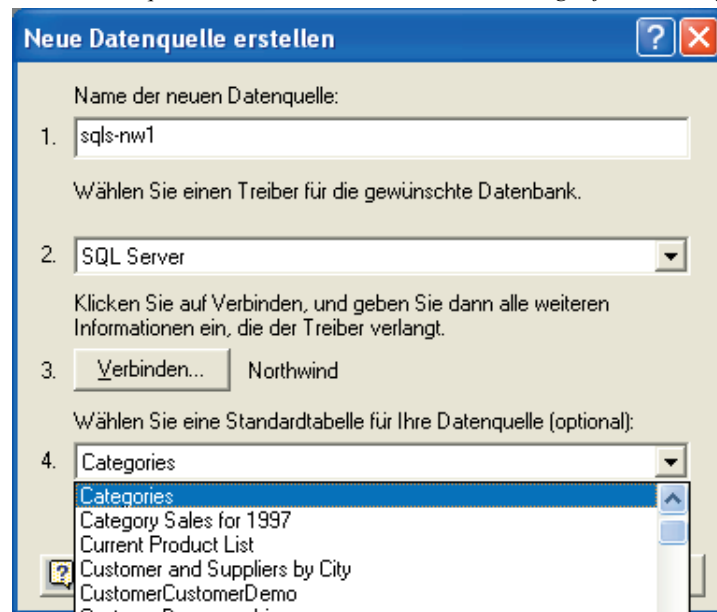 Neue Datenquelle erstellen
Name der neuen Datenquelle:
1. sqls-nw1
Wählen Sie einen Treiber für die gewünschte Datenbank.
2. SQL Server
Klicken Sie auf Verbinden, und geben Sie dann alle weiteren
Informationen ein, die der Treiber verlangt.
3. Verbinden... Northwind
Wählen Sie eine Standardtabelle für Ihre Datenquelle (optional):
4. Categories
Categories
Category Sales for 1997
Current Product List
Customer and Suppliers by City
CustomerCustomerDemo